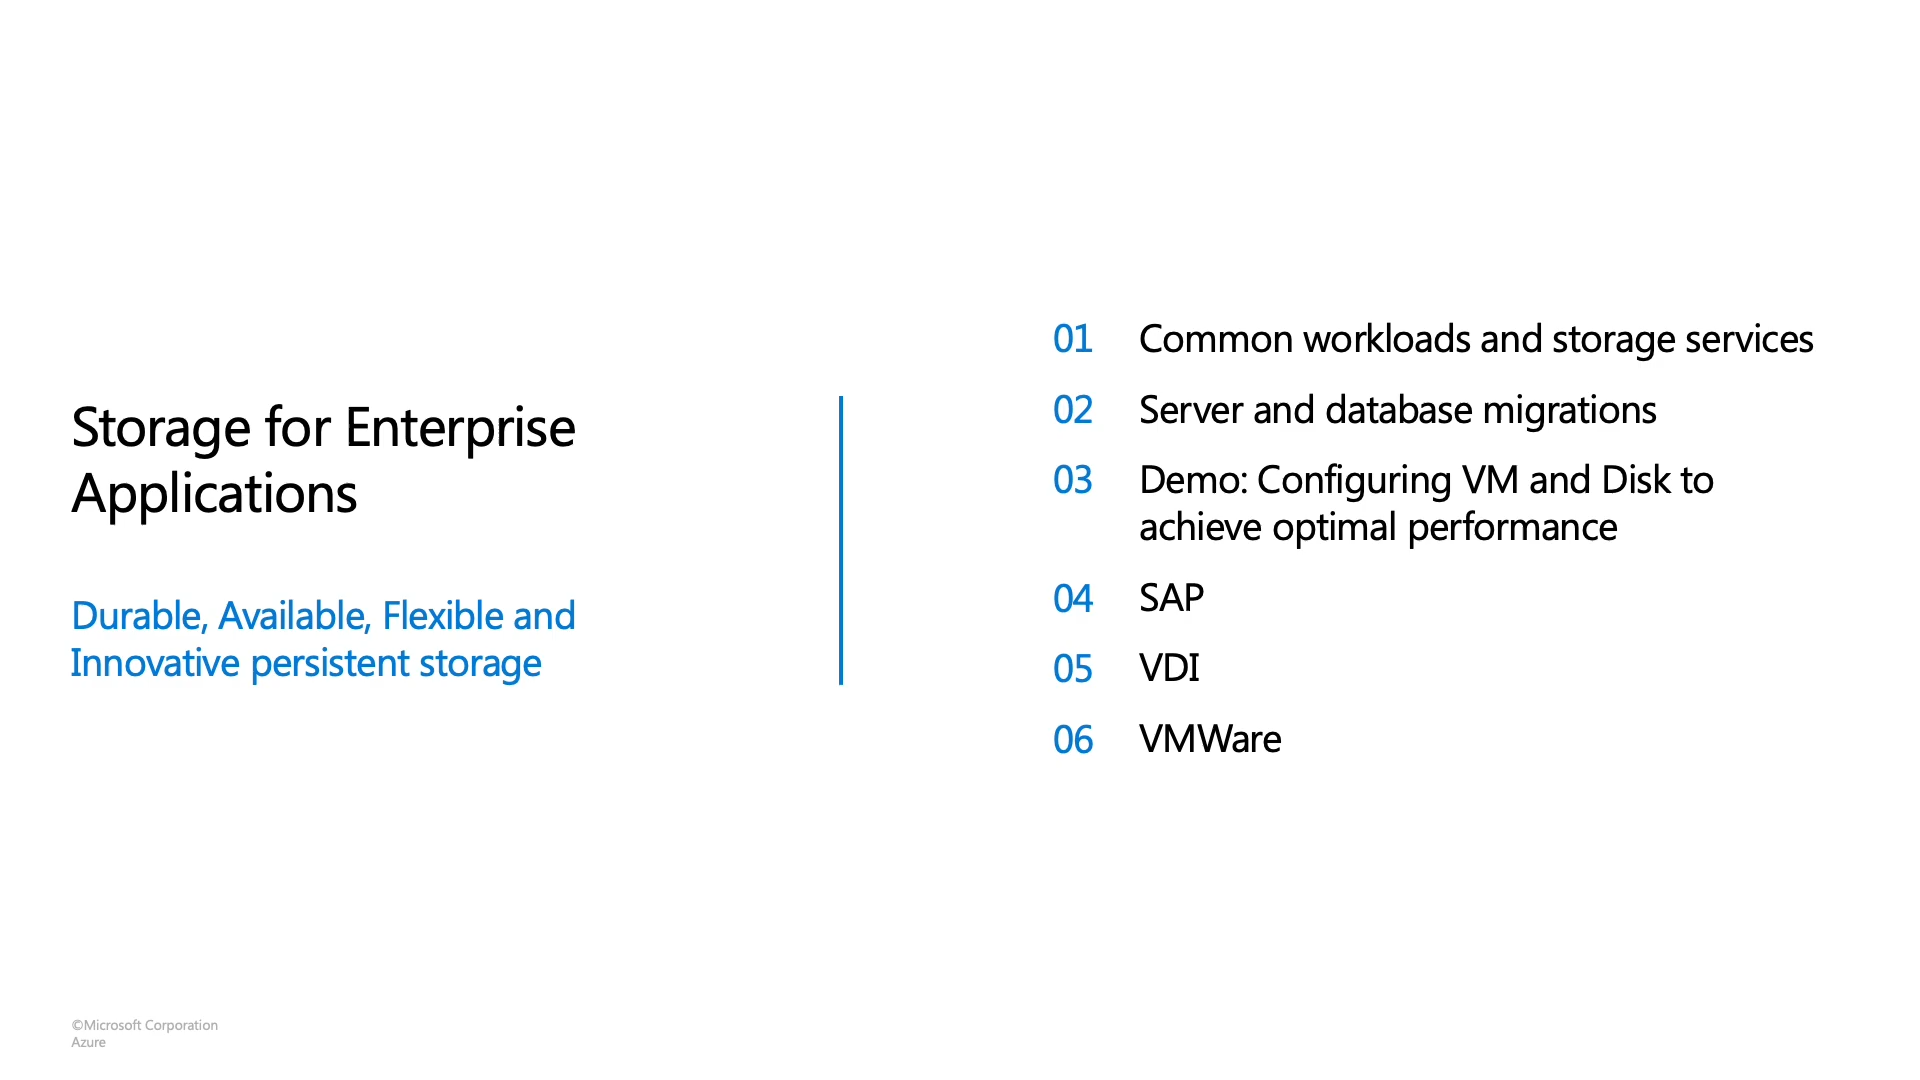 Storage for Enterprise
Applications
Durable, Available, Flexible and
Innovative persistent storage
01 Common workloads and storage services
02 Server and database migrations
03 Demo: Configuring VM and Disk to
achieve optimal performance
04 SAP
05 VDI
06 VMWare
©Microsoft Corporation
Azure